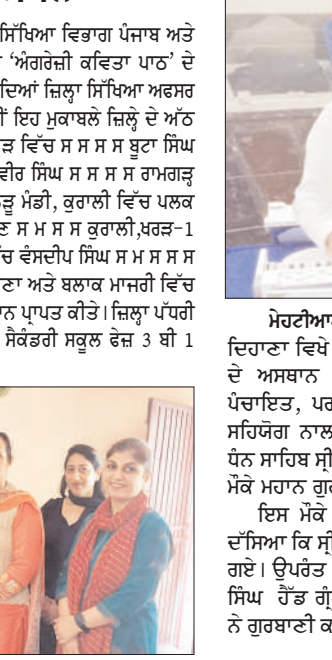 ਸਿੱਖਿਆ ਵਿਭਾਗ ਪੰਜਾਬ ਅਤੇ
'ਅੰਗਰੇਜ਼ੀ ਕਵਿਤਾ ਪਾਠ' ਦੇ
ਦਿਆਂ ਜ਼ਿਲ੍ਹਾ ਸਿੱਖਿਆ ਅਫਸਰ
ਇਹ ਮੁਕਾਬਲੇ ਜ਼ਿਲ੍ਹੇ ਦੇ ਅੱਠ
ੜ ਵਿੱਚ ਸ ਸ ਸ ਸ ਬੂਟਾ ਸਿੰਘ
ਵੀਰ ਸਿੰਘ ਸ ਸ ਸ ਸ ਰਾਮਗੜ੍ਹ
ੜੂ ਮੰਡੀ, ਕੁਰਾਲੀ ਵਿੱਚ ਪਲਕ
ਣ ਸ ਮ ਸ ਸ ਕੁਰਾਲੀ,ਖਰੜ-1
ਚ ਵੰਸਦੀਪ ਸਿੰਘ ਸ ਮ ਸ ਸ ਸ
ਣਾ ਅਤੇ ਬਲਾਕ ਮਾਜਰੀ ਵਿੱਚ
ਨ ਪ੍ਰਾਪਤ ਕੀਤੇ।ਜ਼ਿਲ੍ਹਾ ਪੱਧਰੀ
ਸੈਕੰਡਰੀ ਸਕੂਲ ਫੇਜ਼ 3 ਬੀ 1
ਮੇਹਟੀਆ
ਦਿਹਾਣਾ ਵਿਖੇ
ਦੇ ਅਸਥਾਨ
ਪੰਚਾਇਤ, ਪਰ
ਸਹਿਯੋਗ ਨਾਲ
ਧੰਨ ਸਾਹਿਬ ਸ੍ਰੀ
ਮੌਕੇ ਮਹਾਨ ਗੁਰ
ਇਸ ਮੌਕੇ
ਦੱਸਿਆ ਕਿ ਸ੍ਰੀ
ਗਏ। ਉਪਰੰਤ
ਸਿੰਘ ਹੈੱਡ ਗ੍ਰੰ
ਨੇ ਗੁਰਬਾਣੀ ਕ